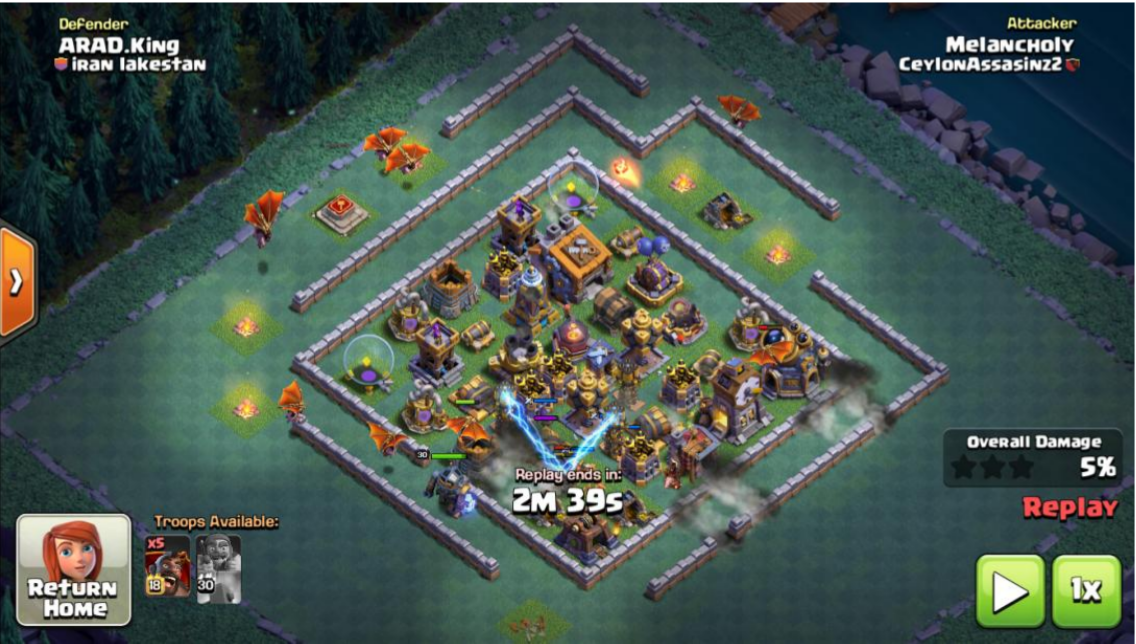 Defender
ARAD.King
iran lakestan
Attacker
Melancholy
CeylonAssasinz2
30
Replay ends in:
2M 39s
Overall Damage
5%
Replay
Return
Home
Troops Available:
x5
18
30
1x